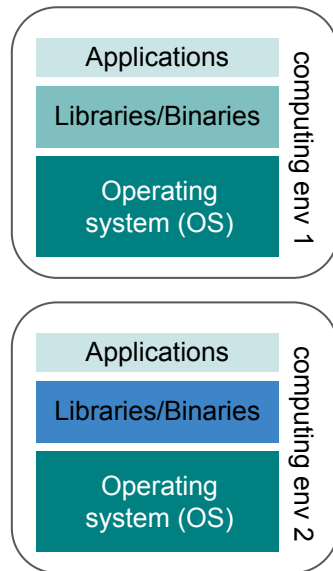 Applications
Libraries/Binaries
Operating
system (OS)
computing env 1
Applications
Libraries/Binaries
Operating
system (OS)
computing env 2